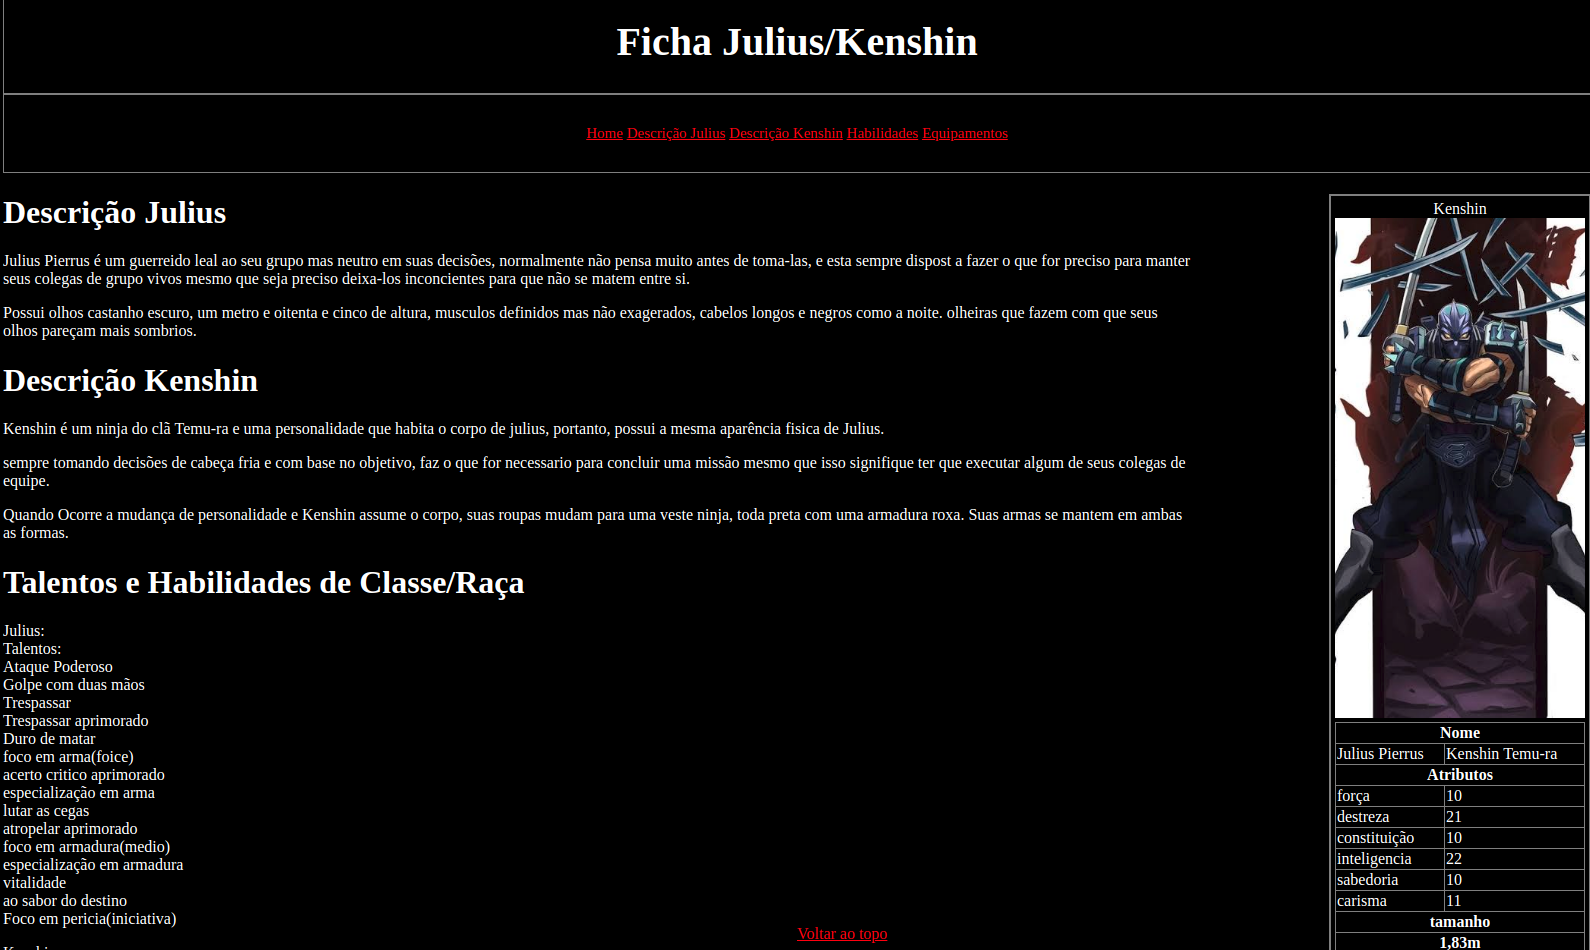 Ficha Julius/Kenshin
Home Descrição Julius Descrição Kenshin Habilidades Equipamentos
Descrição Julius
Julius Pierrus é um guerreido leal ao seu grupo mas neutro em suas decisões, normalmente não pensa muito antes de toma-las, e esta sempre dispost a fazer o que for preciso para manter
seus colegas de grupo vivos mesmo que seja preciso deixa-los inconcientes para que não se matem entre si.
Possui olhos castanho escuro, um metro e oitenta e cinco de altura, musculos definidos mas não exagerados, cabelos longos e negros como a noite. olheiras que fazem com que seus
olhos pareçam mais sombrios.
Descrição Kenshin
Kenshin é um ninja do clã Temu-ra e uma personalidade que habita o corpo de julius, portanto, possui a mesma aparência fisica de Julius.
sempre tomando decisões de cabeça fria e com base no objetivo, faz o que for necessario para concluir uma missão mesmo que isso signifique ter que executar algum de seus colegas de
equipe.
Quando Ocorre a mudança de personalidade e Kenshin assume o corpo, suas roupas mudam para uma veste ninja, toda preta com uma armadura roxa. Suas armas se mantem em ambas
as formas.
Talentos e Habilidades de Classe/Raça
Julius:
Talentos:
Ataque Poderoso
Golpe com duas mãos
Trespassar
Trespassar aprimorado
Duro de matar
foco em arma(foice)
acerto critico aprimorado
especialização em arma
lutar as cegas
atropelar aprimorado
foco em armadura(medio)
especialização em armadura
vitalidade
ao sabor do destino
Foco em pericia(iniciativa)
Voltar ao topo
Kenshin
Nome
Julius Pierrus Kenshin Temu-ra
Atributos
força 10
destreza 21
constituição 10
inteligencia 22
sabedoria 10
carisma 11
tamanho
1,83m